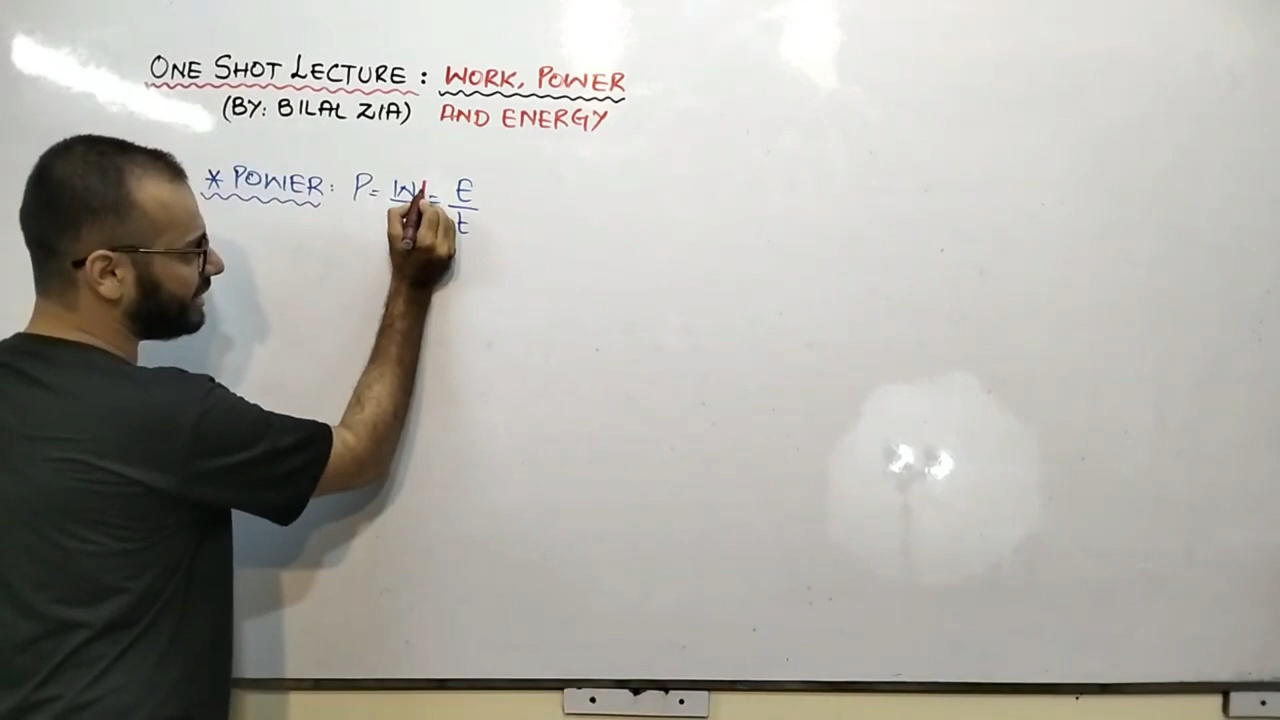 ONE SHOT LECTURE: WORK, POWER
(BY: BILAL ZIA) AND ENERGY
* POWER: P = W = E
t